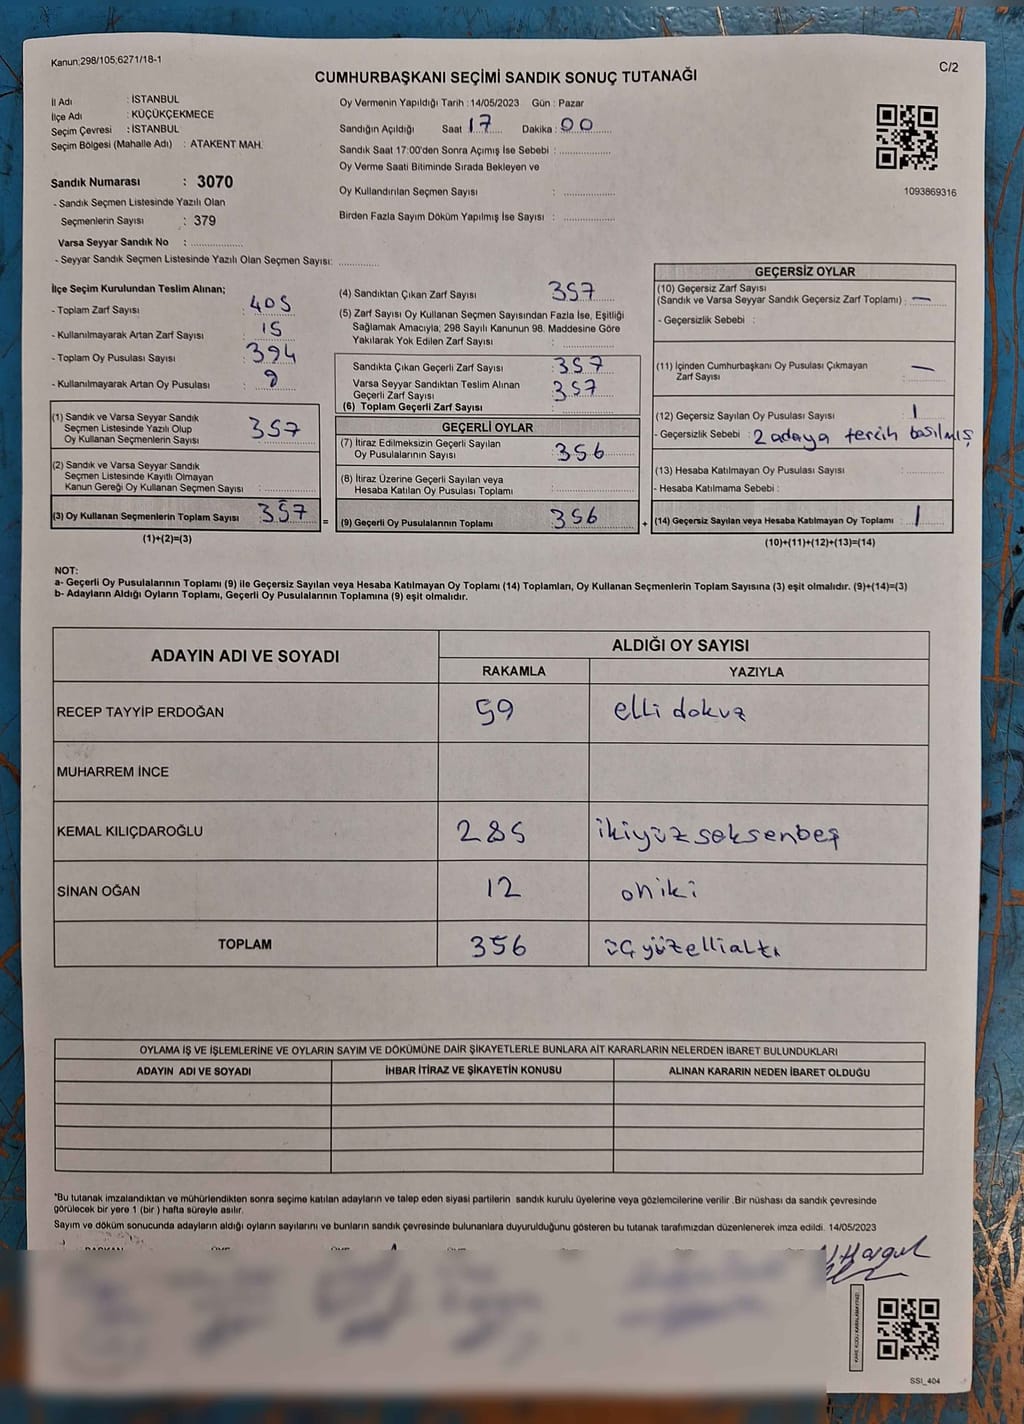 Kanun;298/105,6271/18-1
C/2
CUMHURBAŞKANI SEÇİMİ SANDIK SONUÇ TUTANAĞI
İl Adı : İSTANBUL
İlçe Adı : KÜÇÜKÇEKMECE
Seçim Çevresi : İSTANBUL
Seçim Bölgesi (Mahalle Adı) : ATAKENT MAH.
Sandık Numarası : 3070
- Sandık Seçmen Listesinde Yazılı Olan
Seçmenlerin Sayısı : 379
Varsa Seyyar Sandık No : ..............
- Seyyar Sandık Seçmen Listesinde Yazılı Olan Seçmen Sayısı: ............
Oy Vermenin Yapıldığı Tarih : 14/05/2023 Gün : Pazar
Sandığın Açıldığı Saat 17 Dakika : 00
Sandık Saat 17:00'den Sonra Açımış İse Sebebi : ..............
Oy Verme Saati Bitiminde Sırada Bekleyen ve
Oy Kullandırılan Seçmen Sayısı : ..............
Birden Fazla Sayım Döküm Yapılmış İse Sayısı : ..............
1093869316
İlçe Seçim Kurulundan Teslim Alınan;
- Toplam Zarf Sayısı : 405
- Kullanılmayarak Artan Zarf Sayısı : 15
- Toplam Oy Pusulası Sayısı : 394
- Kullanılmayarak Artan Oy Pusulası :
(1) Sandık ve Varsa Seyyar Sandık
Seçmen Listesinde Yazılı Olup
Oy Kullanan Seçmenlerin Sayısı : 357
(2) Sandık ve Varsa Seyyar Sandık
Seçmen Listesinde Kayıtlı Olmayan
Kanun Gereği Oy Kullanan Seçmen Sayısı : ..............
(3) Oy Kullanan Seçmenlerin Toplam Sayısı : 357
(1)+(2)=(3)
=
(4) Sandıktan Çıkan Zarf Sayısı : 357
(5) Zarf Sayısı Oy Kullanan Seçmen Sayısından Fazla İse, Eşitliği
Sağlamak Amacıyla; 298 Sayılı Kanunun 98. Maddesine Göre
Yakılarak Yok Edilen Zarf Sayısı : ..............
Sandıkta Çıkan Geçerli Zarf Sayısı : 357
Varsa Seyyar Sandıktan Teslim Alınan
Geçerli Zarf Sayısı : 357
(6) Toplam Geçerli Zarf Sayısı : ..............
GEÇERLİ OYLAR
(7) İtiraz Edilmeksizin Geçerli Sayılan
Oy Pusulalarının Sayısı : 356
(8) İtiraz Üzerine Geçerli Sayılan veya
Hesaba Katılan Oy Pusulası Toplamı : ..............
(9) Geçerli Oy Pusulalarının Toplamı : 356
+
GEÇERSİZ OYLAR
(10) Geçersiz Zarf Sayısı
(Sandık ve Varsa Seyyar Sandık Geçersiz Zarf Toplamı) : —
- Geçersizlik Sebebi :
(11) İçinden Cumhurbaşkanı Oy Pusulası Çıkmayan
Zarf Sayısı : —
(12) Geçersiz Sayılan Oy Pusulası Sayısı : 1
- Geçersizlik Sebebi : 2 adaya tercih basılmış
(13) Hesaba Katılmayan Oy Pusulası Sayısı : ..............
- Hesaba Katılmama Sebebi :
(14) Geçersiz Sayılan veya Hesaba Katılmayan Oy Toplamı : 1
(10)+(11)+(12)+(13)=(14)
NOT:
a- Geçerli Oy Pusulalarının Toplamı (9) ile Geçersiz Sayılan veya Hesaba Katılmayan Oy Toplamı (14) Toplamları, Oy Kullanan Seçmenlerin Toplam Sayısına (3) eşit olmalıdır. (9)+(14)=(3)
b- Adayların Aldığı Oyların Toplamı, Geçerli Oy Pusulalarının Toplamına (9) eşit olmalıdır.
ADAYIN ADI VE SOYADI ALDIĞI OY SAYISI
RAKAMLA YAZIYLA
RECEP TAYYİP ERDOĞAN 59 elli dokuz
MUHARREM İNCE
KEMAL KILIÇDAROĞLU 285 ikiyüz seksenbeş
SİNAN OĞAN 12 oniki
TOPLAM 356 üç yüz elli altı
OYLAMA İŞ VE İŞLEMLERİNE VE OYLARIN SAYIM VE DÖKÜMÜNE DAİR ŞİKAYETLERLE BUNLARA AİT KARARLARIN NELERDEN İBARET BULUNDUKLARI
ADAYIN ADI VE SOYADI İHBAR İTİRAZ VE ŞİKAYETİN KONUSU ALINAN KARARIN NEDEN İBARET OLDUĞU
*Bu tutanak imzalandıktan ve mühürlendikten sonra seçime katılan adayların ve talep eden siyasi partilerin sandık kurulu üyelerine veya gözlemcilerine verilir .Bir nüshası da sandık çevresinde
görülecek bir yere 1 (bir ) hafta süreyle asılır.
Sayım ve döküm sonucunda adayların aldığı oyların sayılarını ve bunların sandık çevresinde bulunanlara duyurulduğunu gösteren bu tutanak tarafımızdan düzenlenerek imza edildi. 14/05/2023
SSI_404